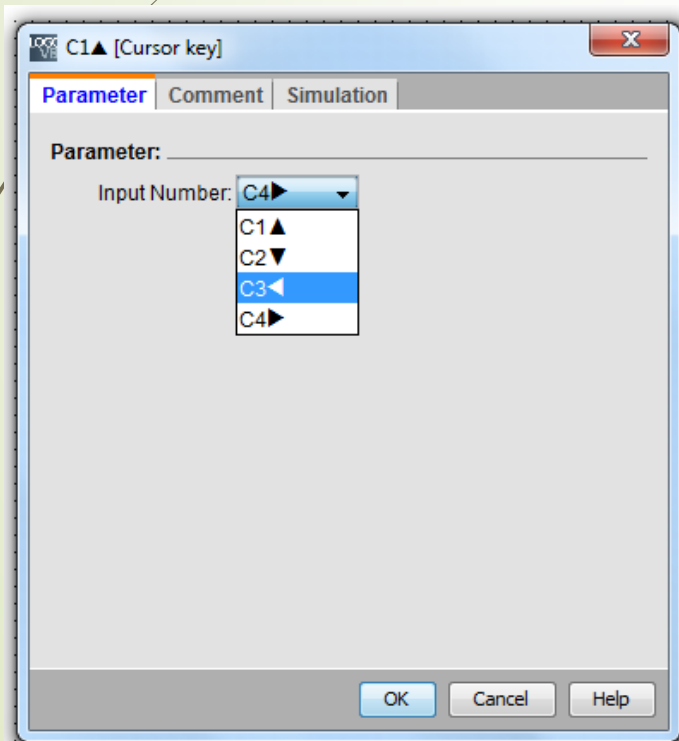 C1▲ [Cursor key]
Parameter Comment Simulation
Parameter:
Input Number: C4▶
C1▲
C2▼
C3◀
C4▶
OK Cancel Help